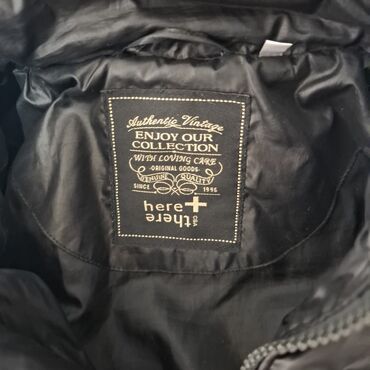 Authentic Vintage
ENJOY OUR
COLLECTION
WITH LOVING CARE
·ORIGINAL GOODS·
GENUINE QUALITY
SINCE 1996
here+
there